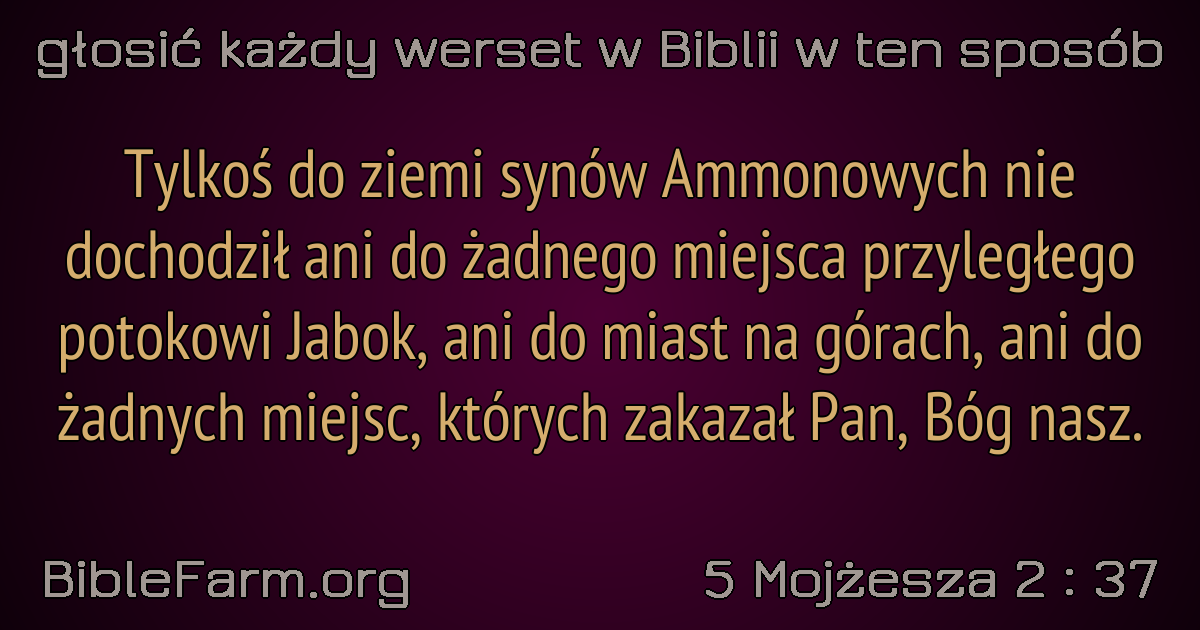 głosić każdy werset w Biblii w ten sposób
Tylkoś do ziemi synów Ammonowych nie
dochodził ani do żadnego miejsca przyległego
potokowi Jabok, ani do miast na górach, ani do
żadnych miejsc, których zakazał Pan, Bóg nasz.
BibleFarm.org
5 Mojżesza 2 : 37